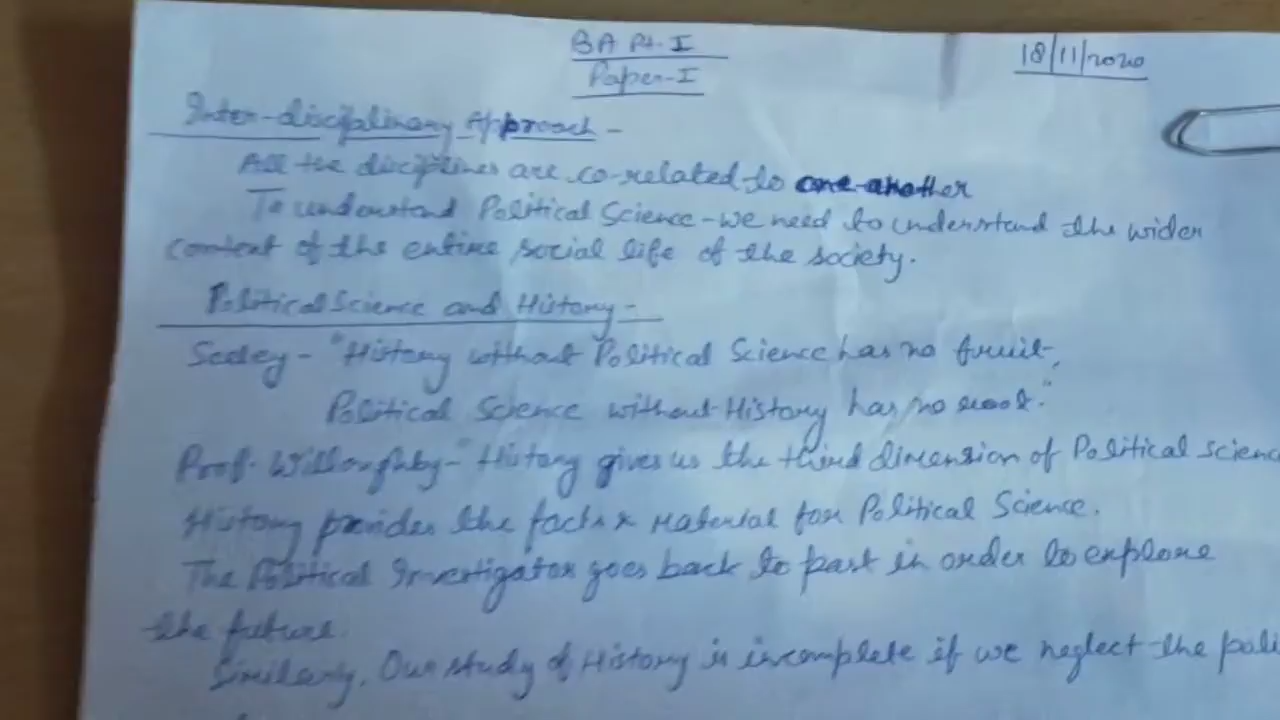 BA Pt. I
Paper-I
18/11/2020
Inter-disciplinary Approach -
All the disciplines are co-related to one another
To understand Political Science - we need to understand the wider
context of the entire social life of the society.
Political Science and History -
Seeley - "History without Political Science has no fruit,
Political Science without History has no root."
Prof. Willoughby - "History gives us the third dimension of Political Scienc
History provides the facts & material for Political Science.
The Political Investigator goes back to past in order to explore
the future.
Similarly, Our study of History is incomplete if we neglect the poli